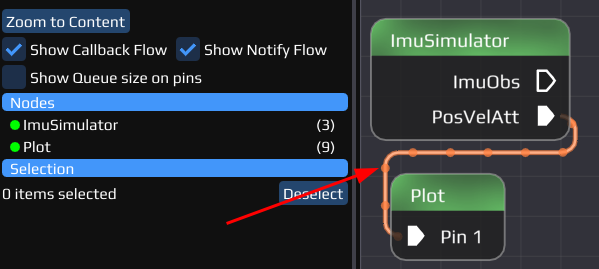 Zoom to Content
Show Callback Flow Show Notify Flow
Show Queue size on pins
Nodes
ImuSimulator (3)
Plot (9)
Selection
0 items selected Deselect
ImuSimulator
ImuObs
PosVelAtt
Plot
Pin 1